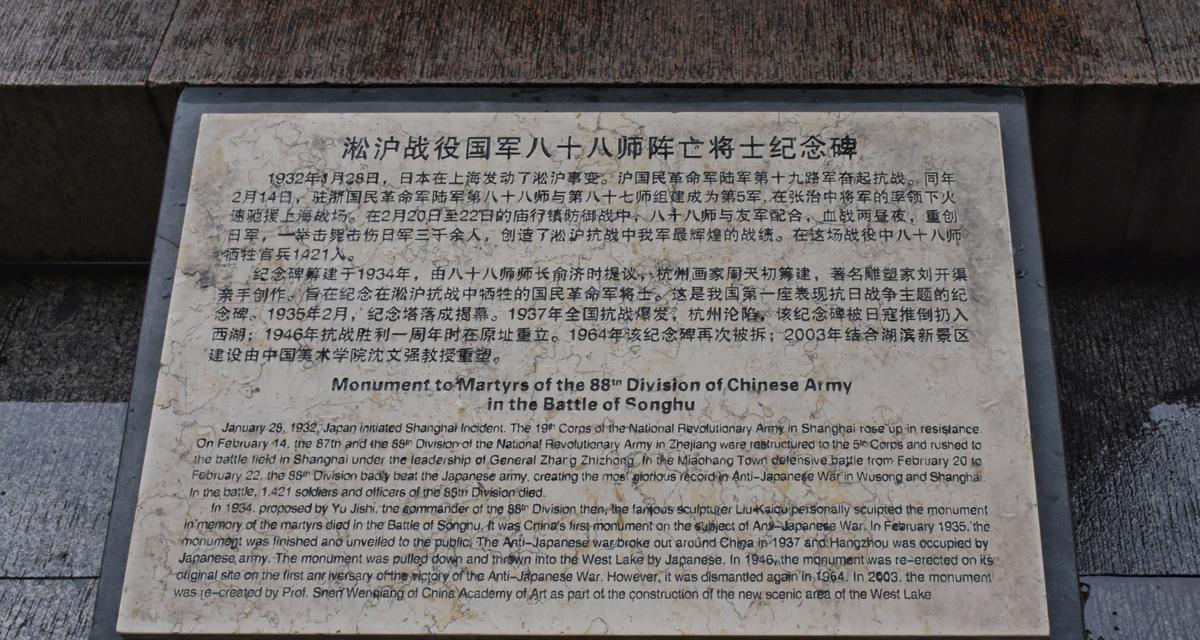 淞沪战役国军八十八师阵亡将士纪念碑
1932年1月28日，日本在上海发动了淞沪事变。沪国民革命军陆军第十九路军奋起抗战。同年
2月14日，驻浙国民革命军陆军第八十八师与第八十七师组建成为第5军，在张治中将军的率领下火
速驰援上海战场。在2月20日至22日的庙行镇防御战中，八十八师与友军配合，血战两昼夜，重创
日军，一举击毙击伤日军三千余人，创造了淞沪抗战中我军最辉煌的战绩。在这场战役中八十八师
牺牲官兵1421人。
纪念碑筹建于1934年，由八十八师师长俞济时提议，杭州画家周天初筹建，著名雕塑家刘开渠
亲手创作。旨在纪念在淞沪抗战中牺牲的国民革命军将士。这是我国第一座表现抗日战争主题的纪
念碑。1935年2月，纪念塔落成揭幕。1937年全国抗战爆发，杭州沦陷，该纪念碑被日寇推倒扔入
西湖；1946年抗战胜利一周年时在原址重立。1964年该纪念碑再次被拆；2003年结合湖滨新景区
建设由中国美术学院沈文强教授重塑。
Monument to Martyrs of the 88th Division of Chinese Army
in the Battle of Songhu
January 28, 1932, Japan initiated Shanghai Incident. The 19th Corps of the National Revolutionary Army in Shanghai rose up in resistance.
On February 14, the 87th and the 88th Division of the National Revolutionary Army in Zhejiang were restructured to the 5th Corps and rushed to
the battle field in Shanghai under the leadership of General Zhang Zhizhong. In the Miaohang Town defensive battle from February 20 to
February 22, the 88th Division badly beat the Japanese army, creating the most glorious record in Anti-Japanese War in Wusong and Shanghai.
In the battle, 1,421 soldiers and officers of the 88th Division died.
In 1934, proposed by Yu Jishi, the commander of the 88th Division then, the famous sculptor Liu Kaiqu personally sculpted the monument
in memory of the martyrs died in the Battle of Songhu. It was China's first monument on the subject of Anti-Japanese War. In February 1935, the
monument was finished and unveiled to the public. The Anti-Japanese war broke out around China in 1937 and Hangzhou was occupied by
Japanese army. The monument was pulled down and thrown into the West Lake by Japanese. In 1946, the monument was re-erected on its
original site on the first anniversary of the victory of the Anti-Japanese War. However, it was dismantled again in 1964. In 2003, the monument
was re-created by Prof. Shen Wenqiang of China Academy of Art as part of the construction of the new scenic area of the West Lake